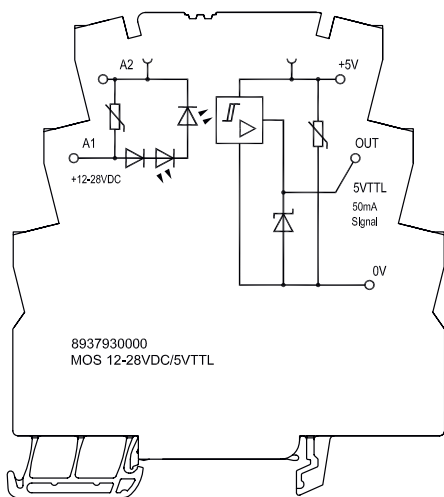 A2
+5V
A1
+12-28VDC
OUT
5VTTL
50mA
Signal
0V
8937930000
MOS 12-28VDC/5VTTL